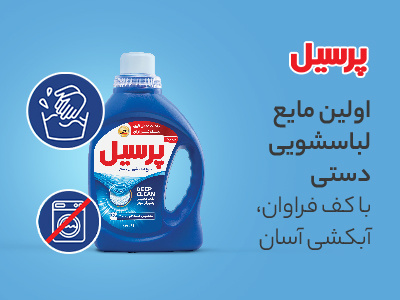 پرسیل
اولین مایع
لباسشویی
دستی
با کف فراوان،
آبکشی آسان
پرسیل
DEEP
CLEAN